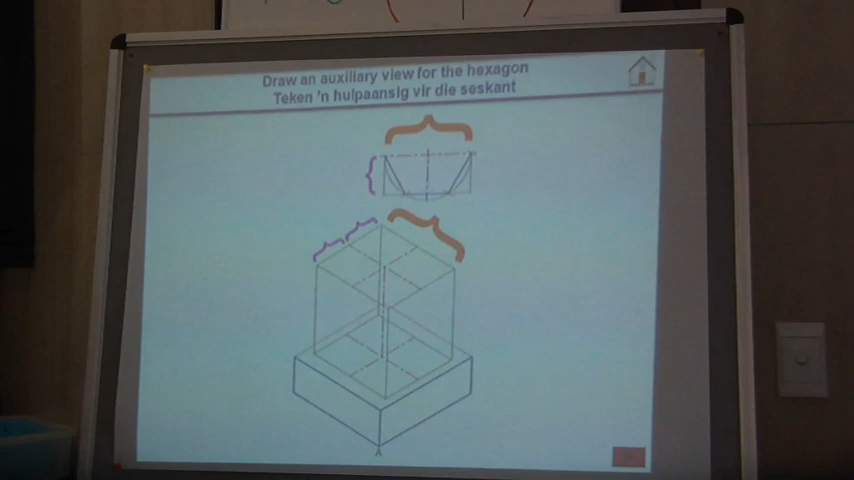 Draw an auxiliary view for the hexagon
Teken 'n hulpaansig vir die seskant
A